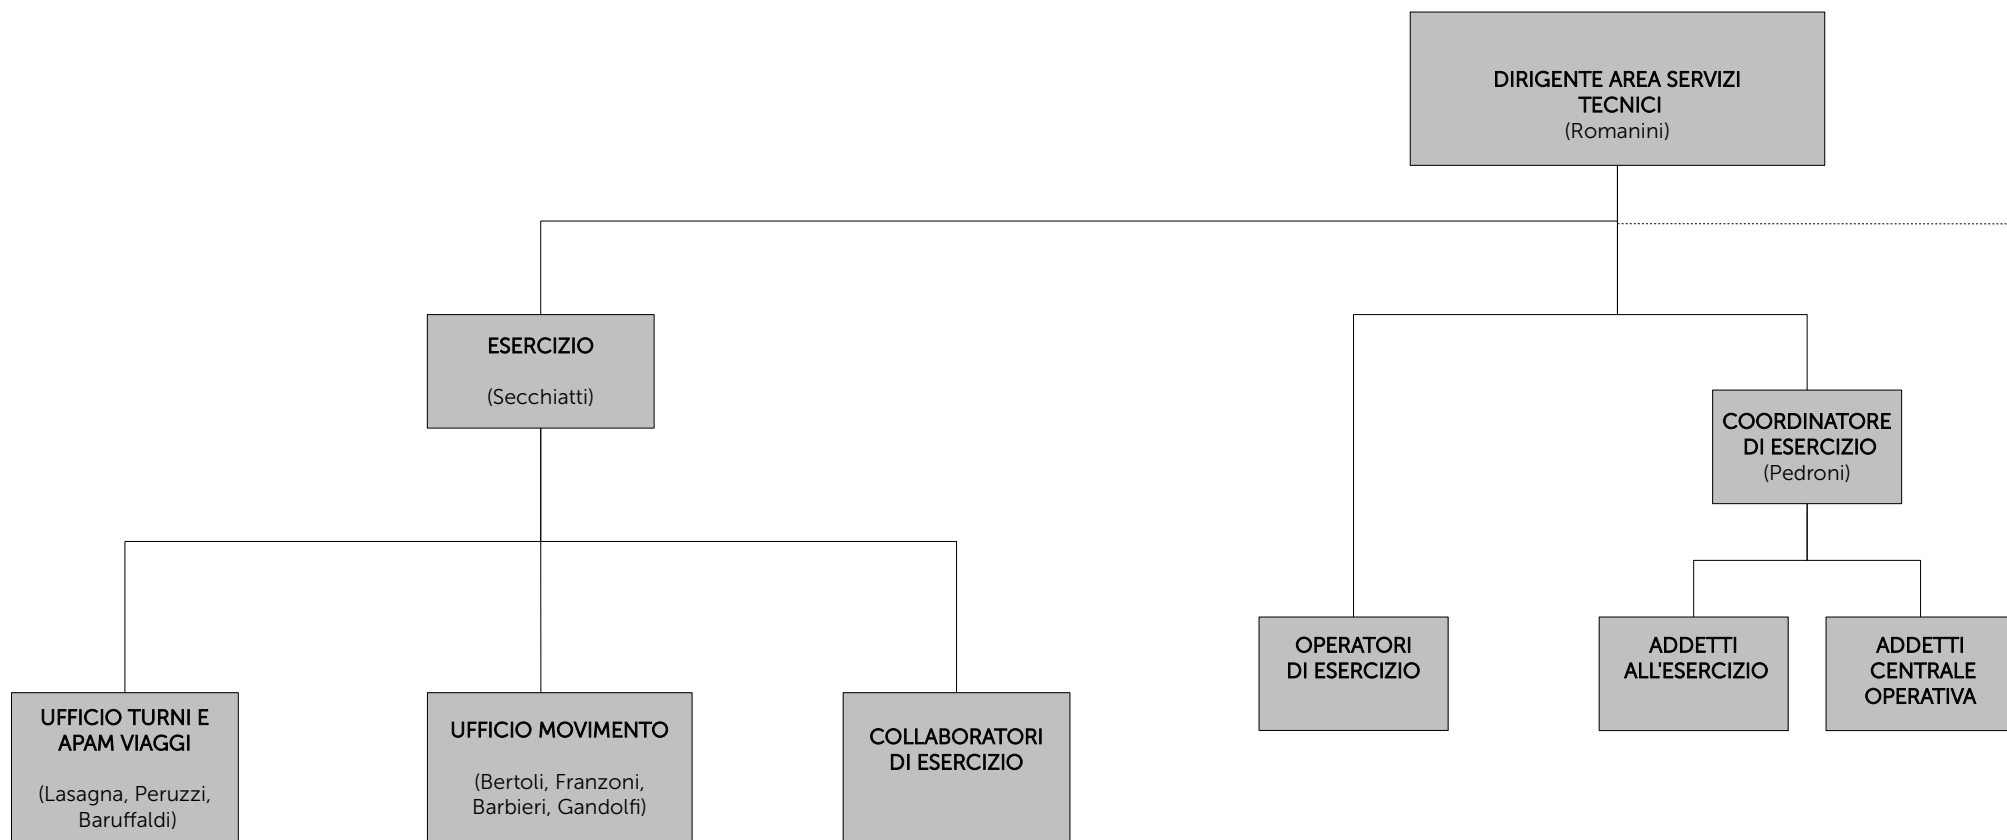 DIRIGENTE AREA SERVIZI
TECNICI
(Romanini)
ESERCIZIO
(Secchiatti)
COORDINATORE
DI ESERCIZIO
(Pedroni)
OPERATORI
DI ESERCIZIO
ADDETTI
ALL'ESERCIZIO
ADDETTI
CENTRALE
OPERATIVA
UFFICIO TURNI E
APAM VIAGGI
(Lasagna, Peruzzi,
Baruffaldi)
UFFICIO MOVIMENTO
(Bertoli, Franzoni,
Barbieri, Gandolfi)
COLLABORATORI
DI ESERCIZIO